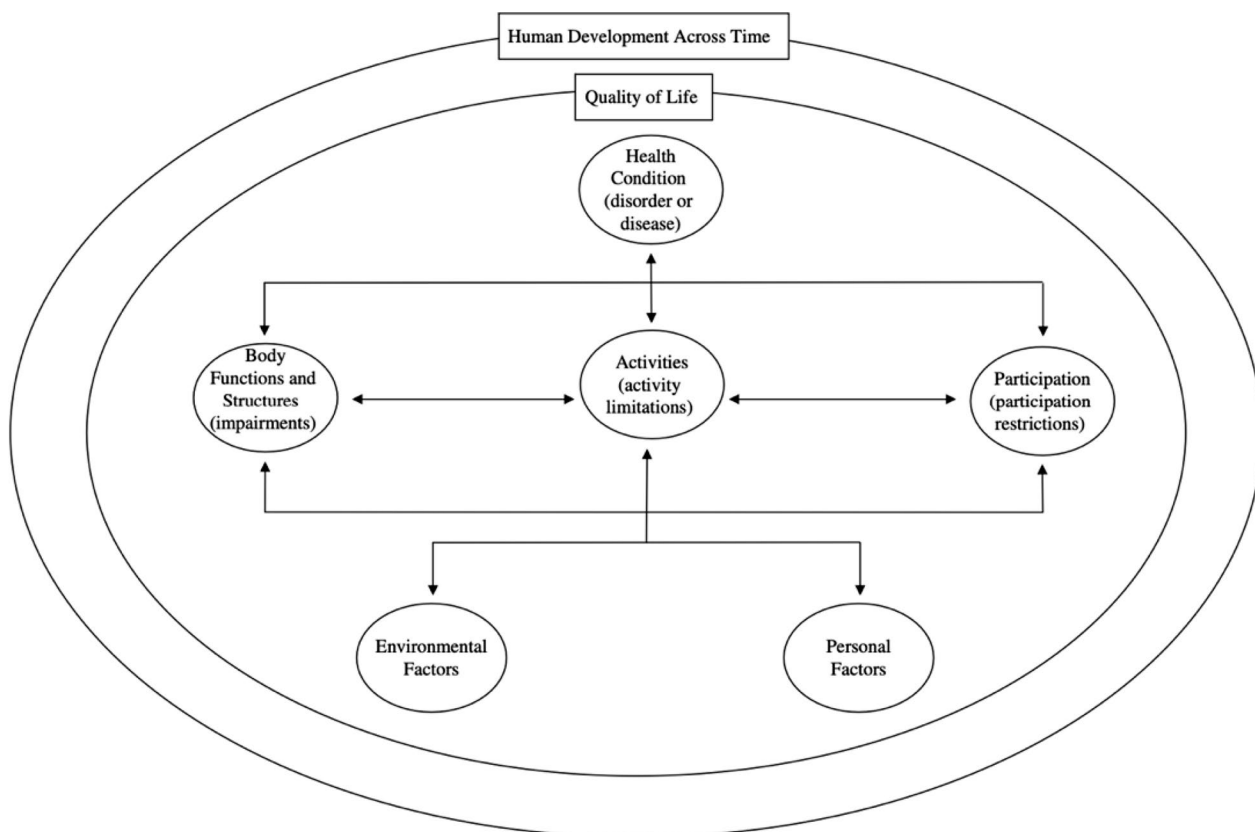 Human Development Across Time
Quality of Life
Health
Condition
(disorder or
disease)
Body
Functions and
Structures
(impairments)
Activities
(activity
limitations)
Participation
(participation
restrictions)
Environmental
Factors
Personal
Factors